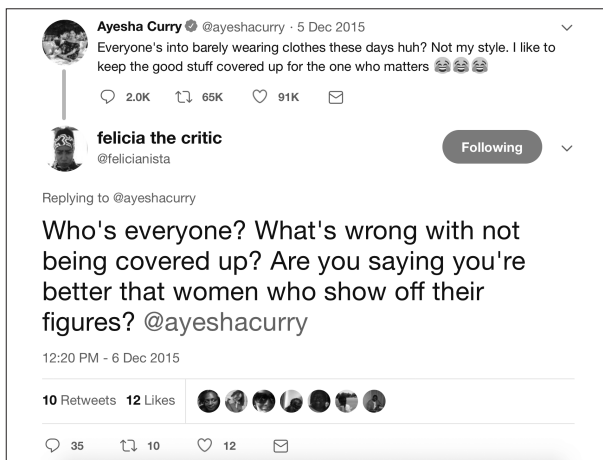 Ayesha Curry @ayeshacurry · 5 Dec 2015
Everyone's into barely wearing clothes these days huh? Not my style. I like to
keep the good stuff covered up for the one who matters
2.0K 65K 91K
felicia the critic
@felicianista
Following
Replying to @ayeshacurry
Who's everyone? What's wrong with not
being covered up? Are you saying you're
better that women who show off their
figures? @ayeshacurry
12:20 PM - 6 Dec 2015
10 Retweets 12 Likes
35 10 12